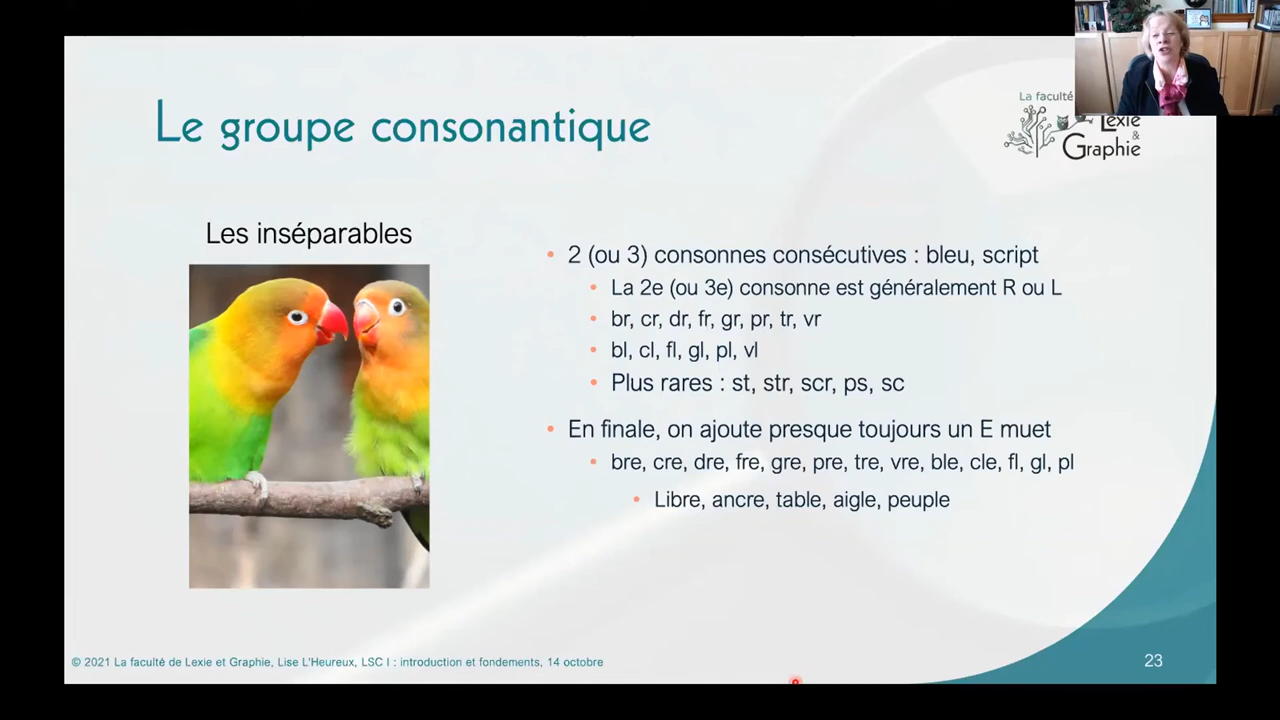 Le groupe consonantique
La faculté
Lexie
&
Graphie
Les inséparables
• 2 (ou 3) consonnes consécutives : bleu, script
• La 2e (ou 3e) consonne est généralement R ou L
• br, cr, dr, fr, gr, pr, tr, vr
• bl, cl, fl, gl, pl, vl
• Plus rares : st, str, scr, ps, sc
• En finale, on ajoute presque toujours un E muet
• bre, cre, dre, fre, gre, pre, tre, vre, ble, cle, fl, gl, pl
• Libre, ancre, table, aigle, peuple
© 2021 La faculté de Lexie et Graphie, Lise L'Heureux, LSC I : introduction et fondements, 14 octobre
23